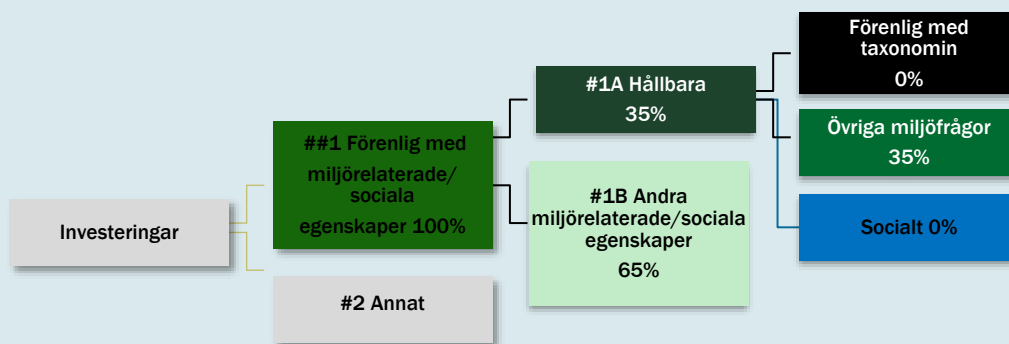 Investeringar
##1 Förenlig med
miljörelaterade/
sociala
egenskaper 100%
#2 Annat
#1A Hållbara
35%
#1B Andra
miljörelaterade/sociala
egenskaper
65%
Förenlig med
taxonomin
0%
Övriga miljöfrågor
35%
Socialt 0%